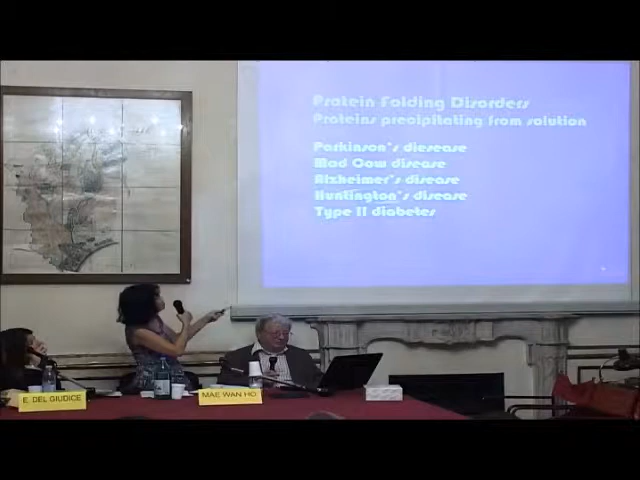 Protein Folding Disorders
Proteins precipitating from solution
Parkinson's diesease
Mad Cow disease
Alzheimer's disease
Huntington's disease
Type II diabetes
E. DEL GIUDICE
MAE WAN HO